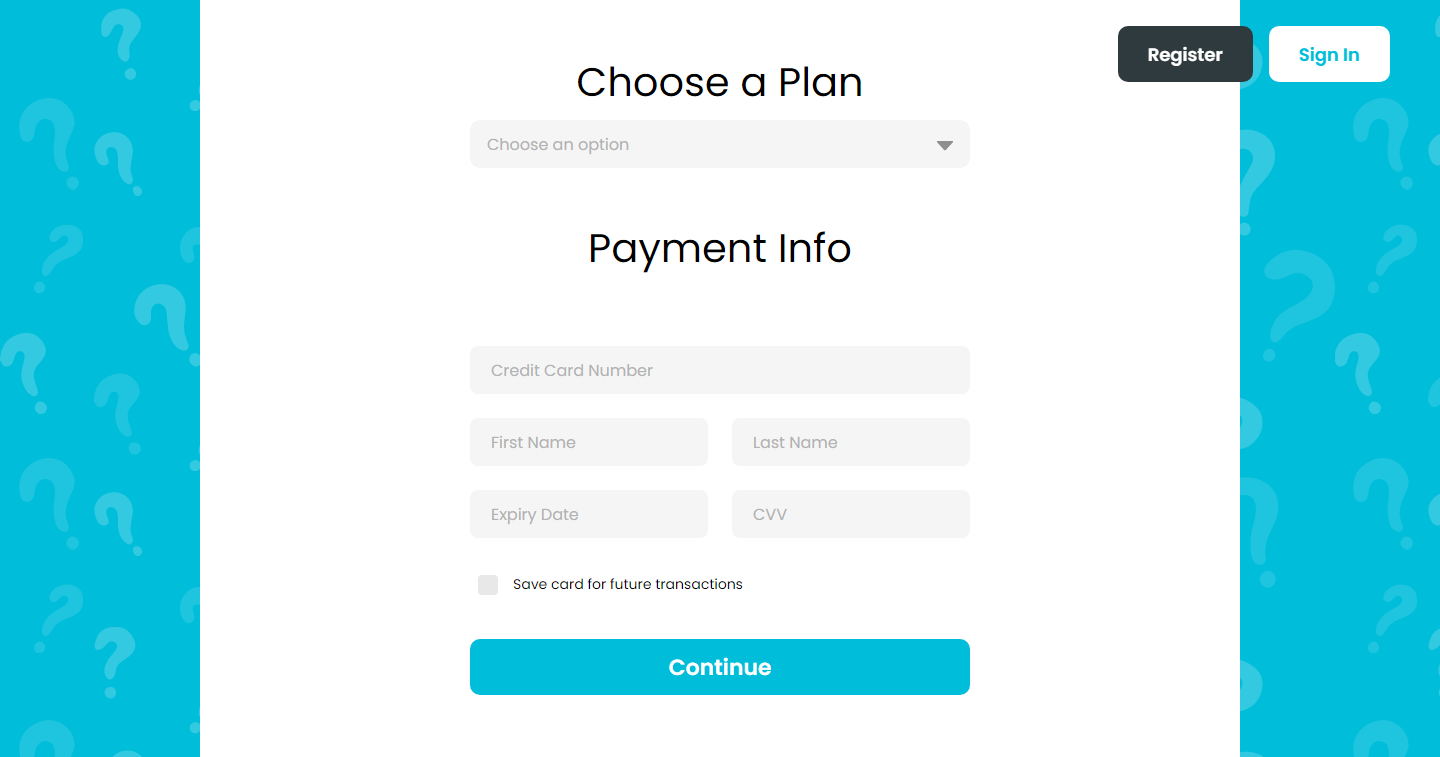 Register
Sign In
Choose a Plan
Choose an option
Payment Info
Credit Card Number
First Name
Last Name
Expiry Date
CVV
Save card for future transactions
Continue